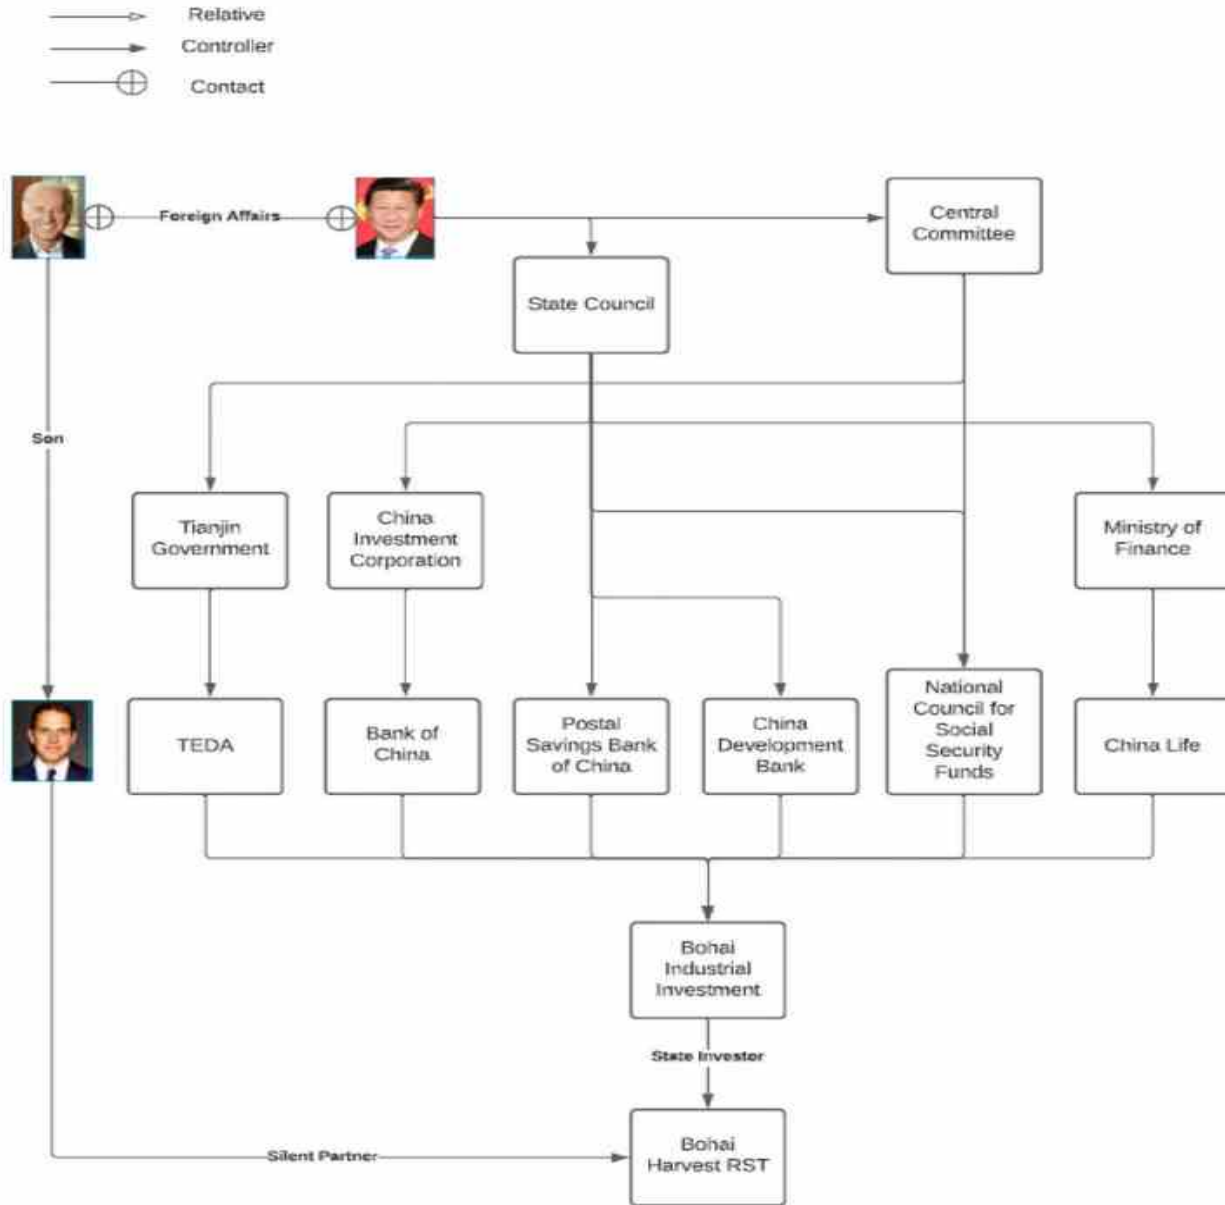 Relative
Controller
Contact
Foreign Affairs
Central
Committee
State Council
Son
Tianjin
Government
China
Investment
Corporation
Ministry of
Finance
TEDA
Bank of
China
Postal
Savings Bank
of China
China
Development
Bank
National
Council for
Social
Security
Funds
China Life
Bohai
Industrial
Investment
State Investor
Silent Partner
Bohai
Harvest RST